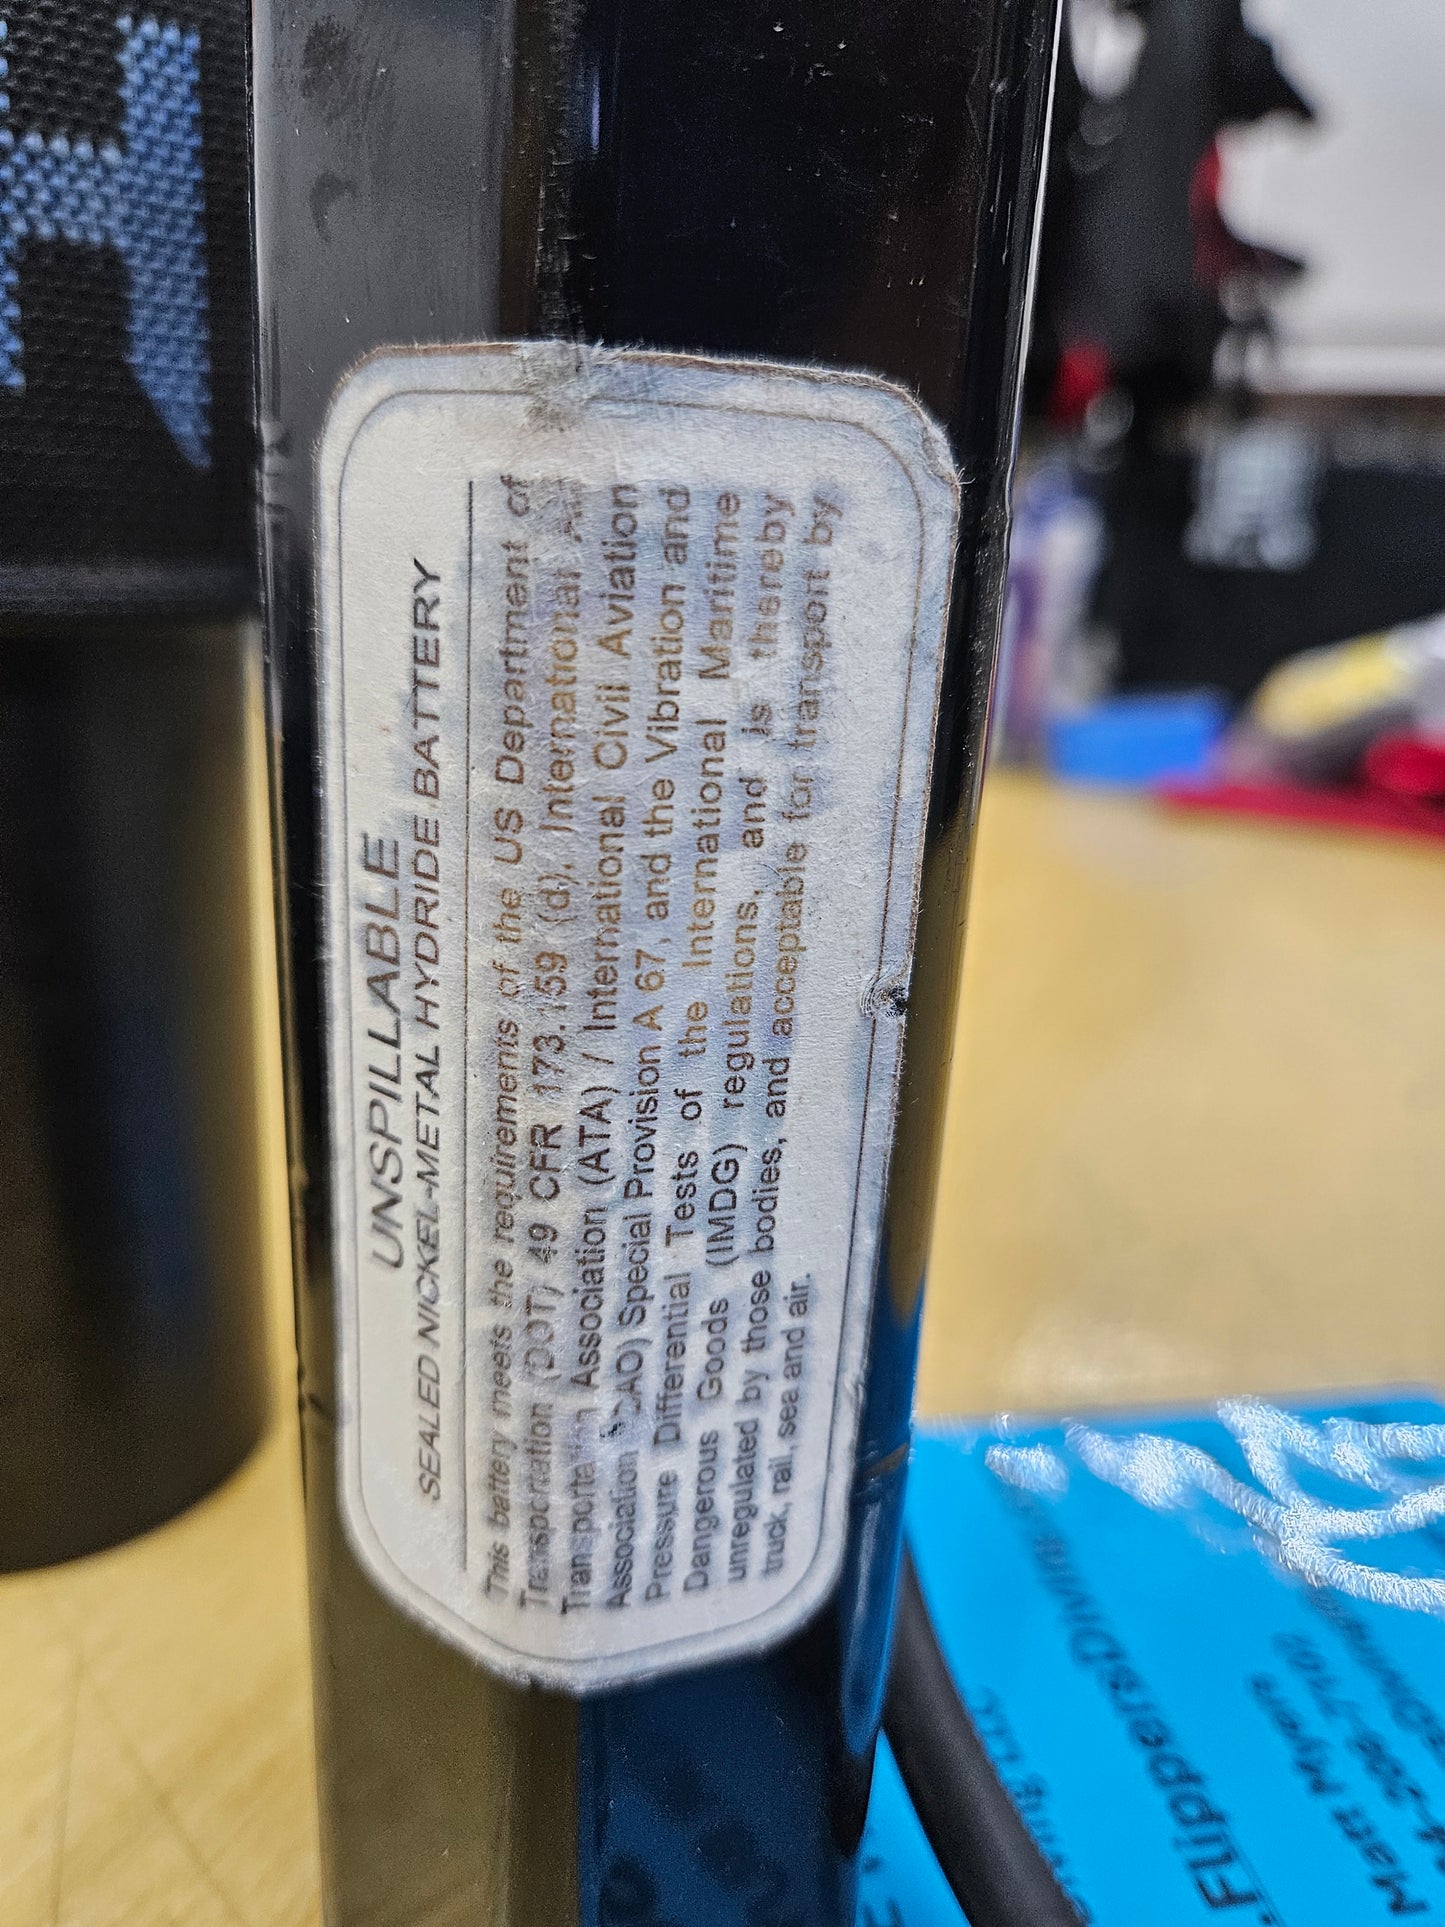 UNSPILLABLE
SEALED NICKEL-METAL HYDRIDE BATTERY
This battery meets the requirements of the US Department of
Transportation (DOT) 49 CFR 173.159 (d), International Air
Transportation Association (ATA) / International Civil Aviation
Association (CAO) Special Provision A 67, and the Vibration and
Pressure Differential Tests of the International Maritime
Dangerous Goods (IMDG) regulations, and is thereby
unregulated by those bodies, and acceptable for transport by
truck, rail, sea and air.
FlippersDiving
Matt Myers